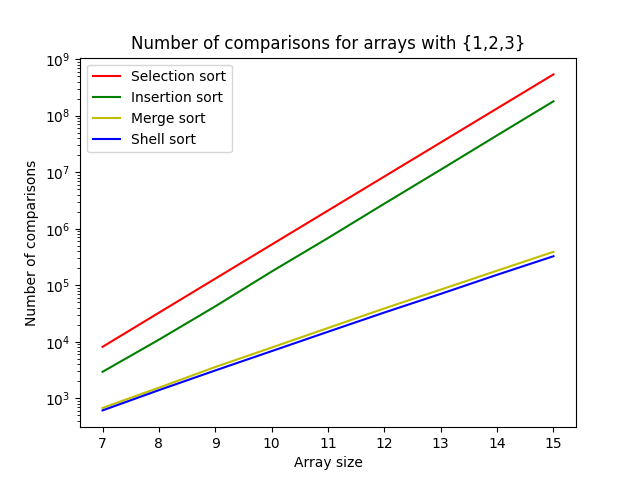 Number of comparisons for arrays with {1,2,3}
Selection sort
Insertion sort
Merge sort
Shell sort
Number of comparisons
10⁹
10⁸
10⁷
10⁶
10⁵
10⁴
10³
7 8 9 10 11 12 13 14 15
Array size